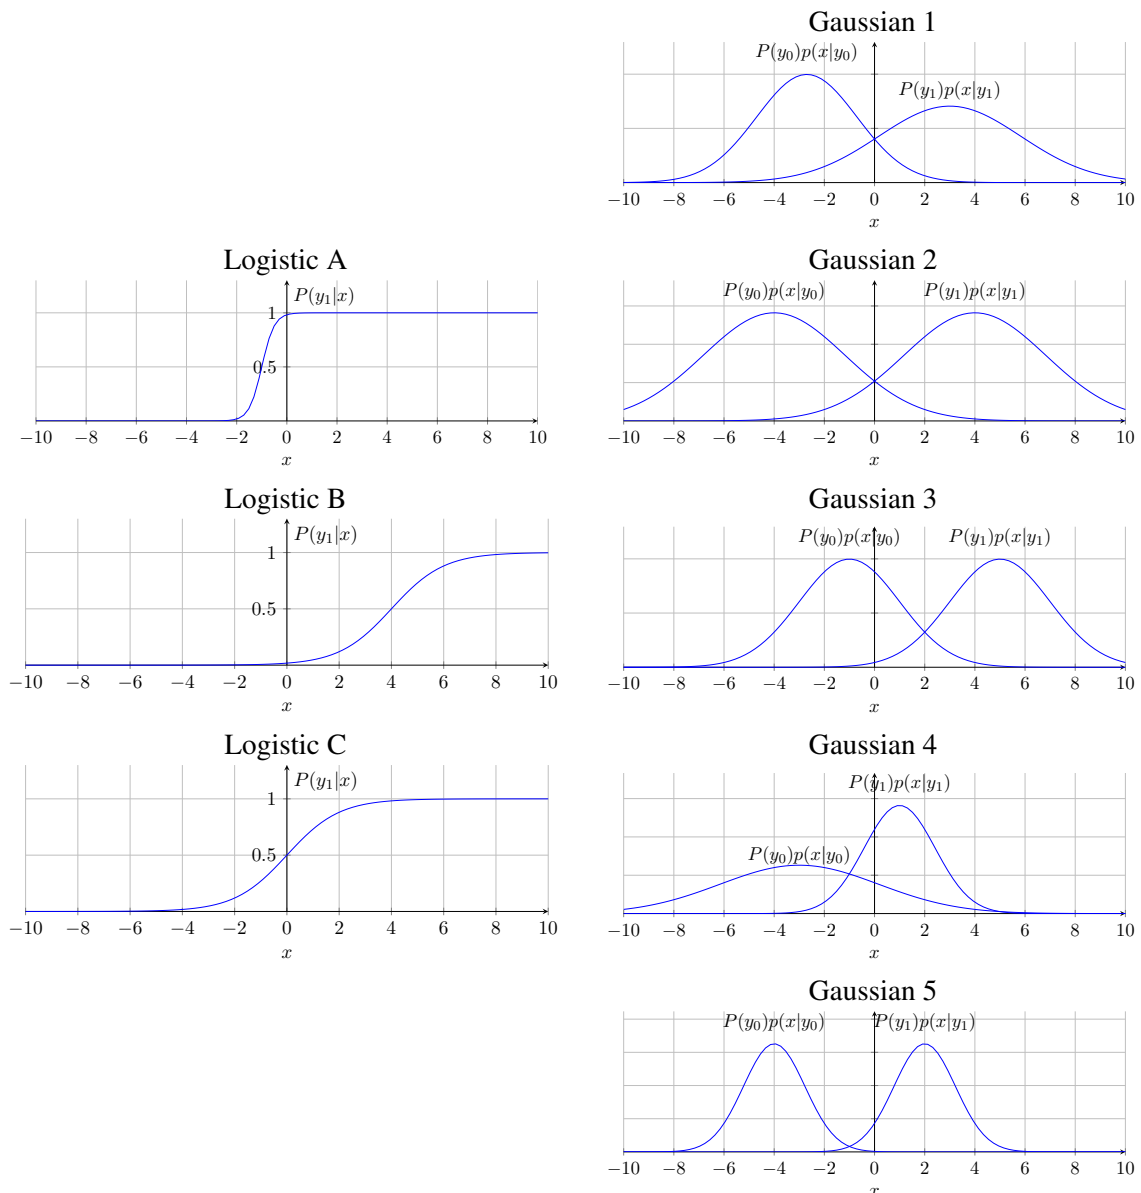 Gaussian 1
P(y₀)p(x|y₀)
P(y₁)p(x|y₁)
−10 −8 −6 −4 −2 0 2 4 6 8 10
x
Logistic A
P(y₁|x)
1
0.5
−10 −8 −6 −4 −2 0 2 4 6 8 10
x
Gaussian 2
P(y₀)p(x|y₀) P(y₁)p(x|y₁)
−10 −8 −6 −4 −2 0 2 4 6 8 10
x
Logistic B
P(y₁|x)
1
0.5
−10 −8 −6 −4 −2 0 2 4 6 8 10
x
Gaussian 3
P(y₀)p(x|y₀) P(y₁)p(x|y₁)
−10 −8 −6 −4 −2 0 2 4 6 8 10
x
Logistic C
P(y₁|x)
1
0.5
−10 −8 −6 −4 −2 0 2 4 6 8 10
x
Gaussian 4
P(y₁)p(x|y₁)
P(y₀)p(x|y₀)
−10 −8 −6 −4 −2 0 2 4 6 8 10
x
Gaussian 5
P(y₀)p(x|y₀) P(y₁)p(x|y₁)
−10 −8 −6 −4 −2 0 2 4 6 8 10
x